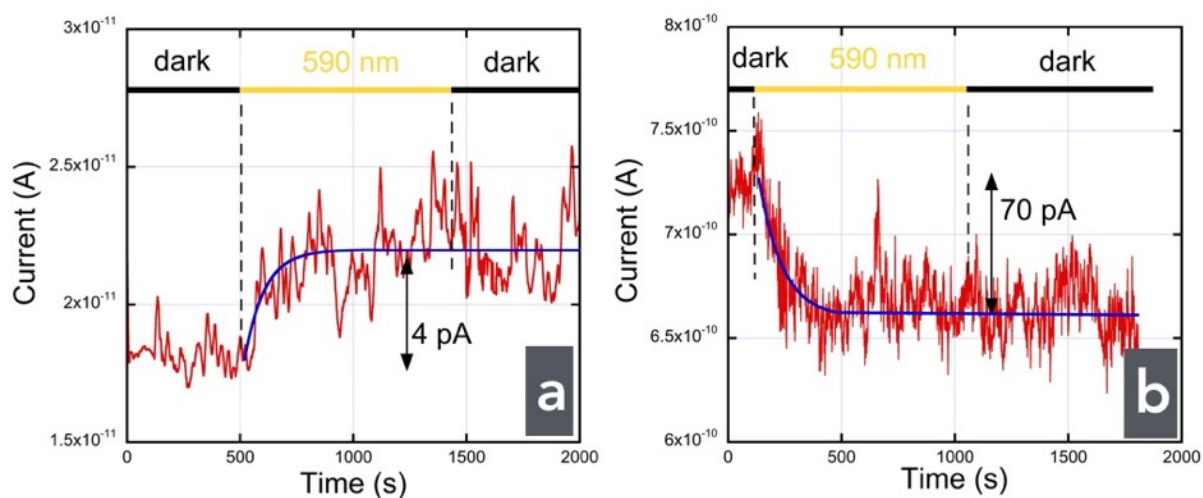 3x10⁻¹¹
2.5x10⁻¹¹
2x10⁻¹¹
1.5x10⁻¹¹
Current (A)
dark
590 nm
dark
4 pA
a
0
500
1000
1500
2000
Time (s)
8x10⁻¹⁰
7.5x10⁻¹⁰
7x10⁻¹⁰
6.5x10⁻¹⁰
6x10⁻¹⁰
Current (A)
dark
590 nm
dark
70 pA
b
0
500
1000
1500
2000
Time (s)